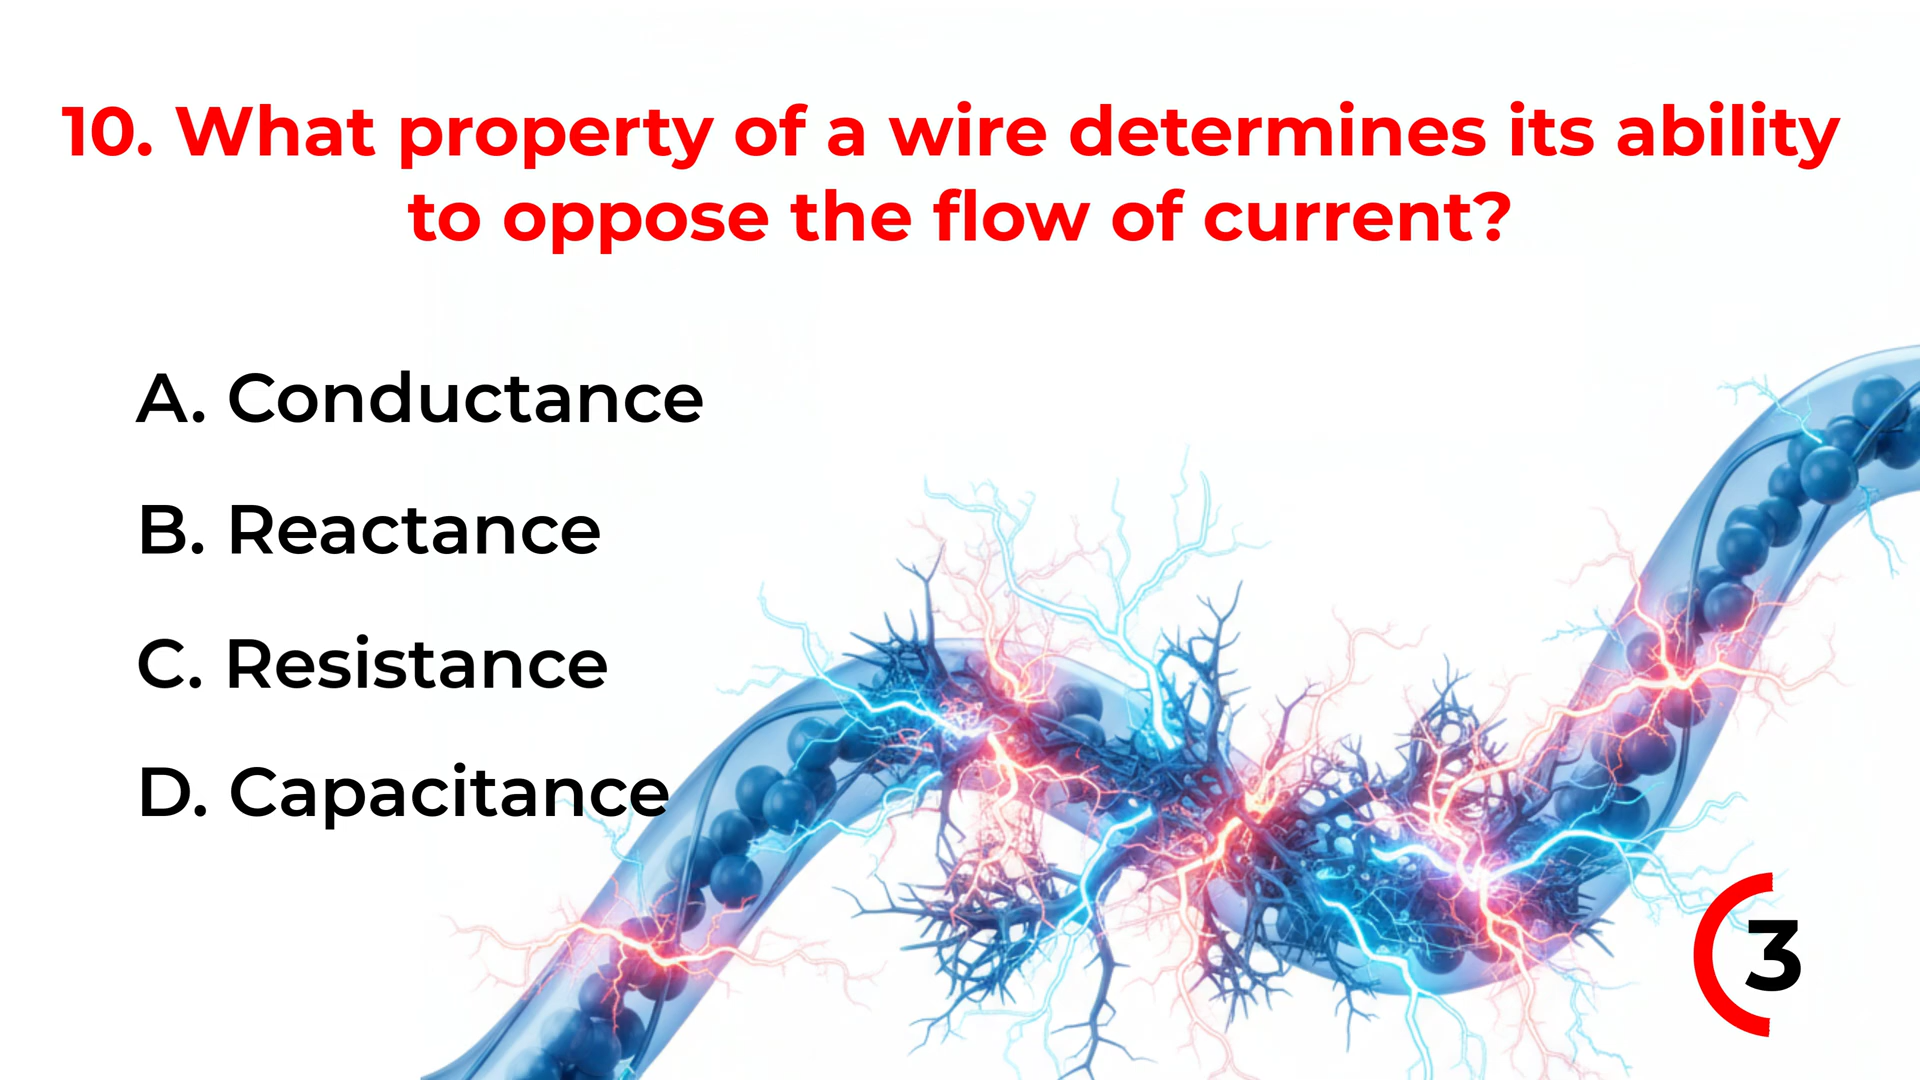 10. What property of a wire determines its ability
to oppose the flow of current?
A. Conductance
B. Reactance
C. Resistance
D. Capacitance
3